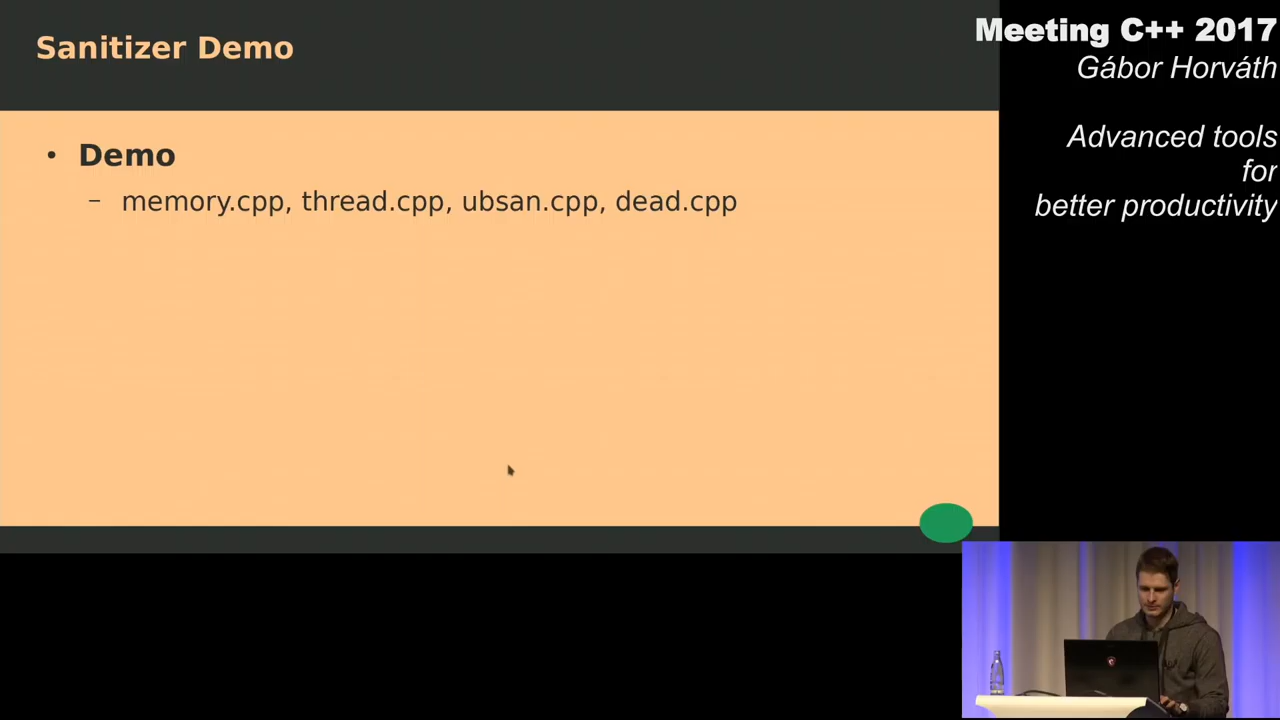 Sanitizer Demo
• Demo
– memory.cpp, thread.cpp, ubsan.cpp, dead.cpp
Meeting C++ 2017
Gábor Horváth
Advanced tools
for
better productivity